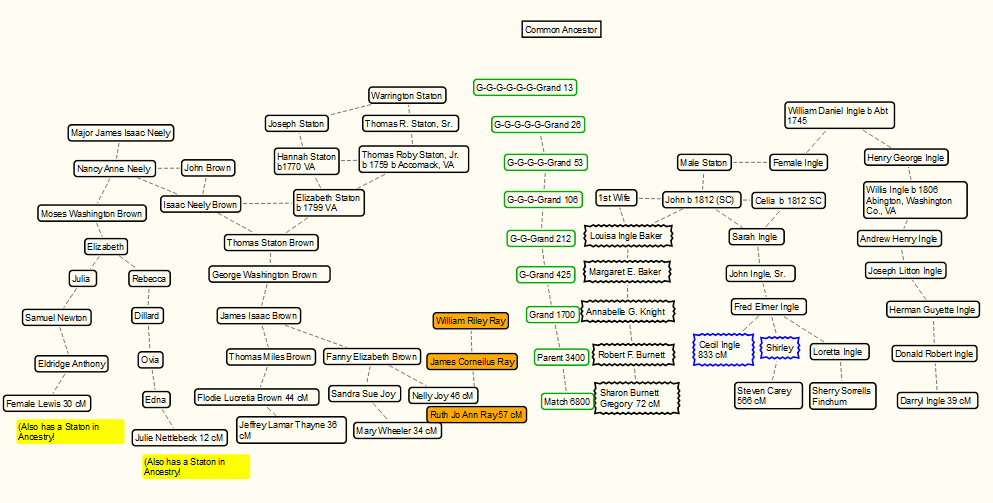 Common Ancestor
Warrington Staton
G-G-G-G-G-G-Grand 13
William Daniel Ingle b Abt
1745
Joseph Staton
Thomas R. Staton, Sr.
G-G-G-G-G-Grand 26
Major James Isaac Neely
Hannah Staton
b1770 VA
Thomas Roby Staton, Jr.
b 1759 b Accomack, VA
G-G-G-G-Grand 53
Male Staton
Female Ingle
Henry George Ingle
Nancy Anne Neely
John Brown
Isaac Neely Brown
Elizabeth Staton
b 1799 VA
G-G-G-Grand 106
1st Wife
John b 1812 (SC)
Celia b 1812 SC
Willis Ingle b 1806
Abington, Washington
Co., VA
Moses Washington Brown
Thomas Staton Brown
G-G-Grand 212
Louisa Ingle Baker
Sarah Ingle
Andrew Henry Ingle
Elizabeth
George Washington Brown
G-Grand 425
Margaret E. Baker
John Ingle, Sr.
Joseph Litton Ingle
Julia
Rebecca
Samuel Newton
Dillard
James Isaac Brown
William Riley Ray
Grand 1700
Annabelle G. Knight
Fred Elmer Ingle
Herman Guyette Ingle
Eldridge Anthony
Ovia
Thomas Miles Brown
Fanny Elizabeth Brown
James Corneilus Ray
Parent 3400
Robert F. Burnett
Cecil Ingle
833 cM
Shirley
Loretta Ingle
Donald Robert Ingle
Female Lewis 30 cM
Edna
Flodie Lucretia Brown 44 cM
Sandra Sue Joy
Nelly Joy 46 cM
Ruth Jo Ann Ray 57 cM
Match 6800
Sharon Burnett
Gregory 72 cM
Steven Carey
566 cM
Sherry Sorrells
Finchum
Darryl Ingle 39 cM
(Also has a Staton in
Ancestry!
Julie Nettlebeck 12 cM
Jeffrey Lamar Thayne 36
cM
Mary Wheeler 34 cM
(Also has a Staton in
Ancestry!